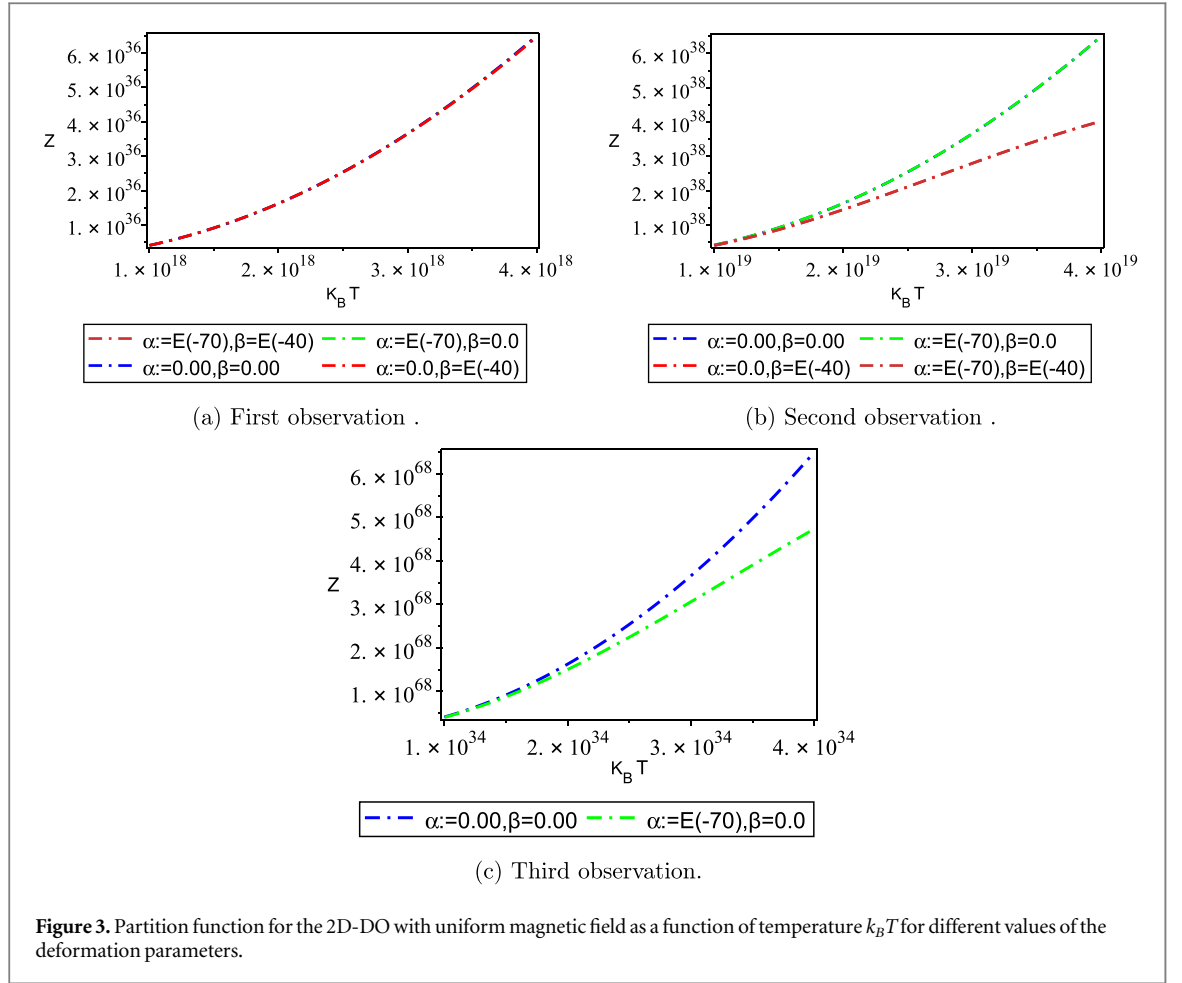 6. × 10^36
5. × 10^36
4. × 10^36
Z
3. × 10^36
2. × 10^36
1. × 10^36
1. × 10^18 2. × 10^18 3. × 10^18 4. × 10^18
K_B T
α:=E(-70),β=E(-40) α:=E(-70),β=0.0
α:=0.00,β=0.00 α:=0.0,β=E(-40)
(a) First observation .
6. × 10^38
5. × 10^38
4. × 10^38
Z
3. × 10^38
2. × 10^38
1. × 10^38
1. × 10^19 2. × 10^19 3. × 10^19 4. × 10^19
K_B T
α:=0.00,β=0.00 α:=E(-70),β=0.0
α:=0.0,β=E(-40) α:=E(-70),β=E(-40)
(b) Second observation .
6. × 10^68
5. × 10^68
4. × 10^68
Z
3. × 10^68
2. × 10^68
1. × 10^68
1. × 10^34 2. × 10^34 3. × 10^34 4. × 10^34
K_B T
α:=0.00,β=0.00 α:=E(-70),β=0.0
(c) Third observation.
Figure 3. Partition function for the 2D-DO with uniform magnetic field as a function of temperature k_BT for different values of the
deformation parameters.